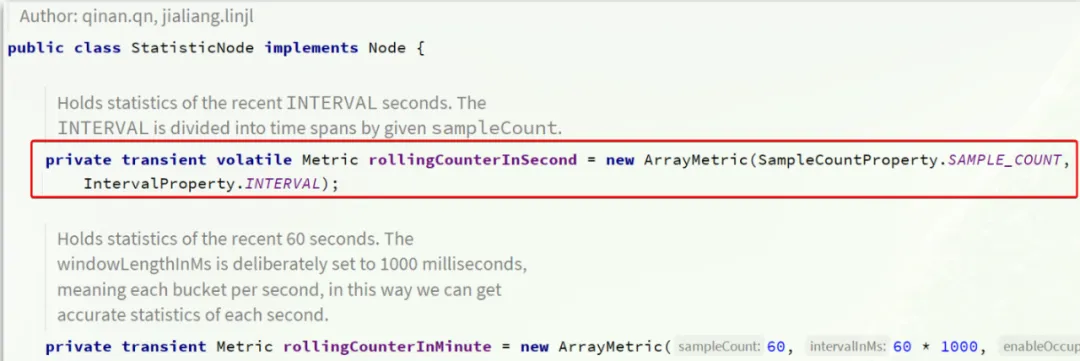 Author: qinan.qn, jialiang.linjl
public class StatisticNode implements Node {
Holds statistics of the recent INTERVAL seconds. The
INTERVAL is divided into time spans by given sampleCount.
private transient volatile Metric rollingCounterInSecond = new ArrayMetric(SampleCountProperty.SAMPLE_COUNT,
IntervalProperty.INTERVAL);
Holds statistics of the recent 60 seconds. The
windowLengthInMs is deliberately set to 1000 milliseconds,
meaning each bucket per second, in this way we can get
accurate statistics of each second.
private transient Metric rollingCounterInMinute = new ArrayMetric( sampleCount: 60, intervalInMs: 60 * 1000, enableOccup